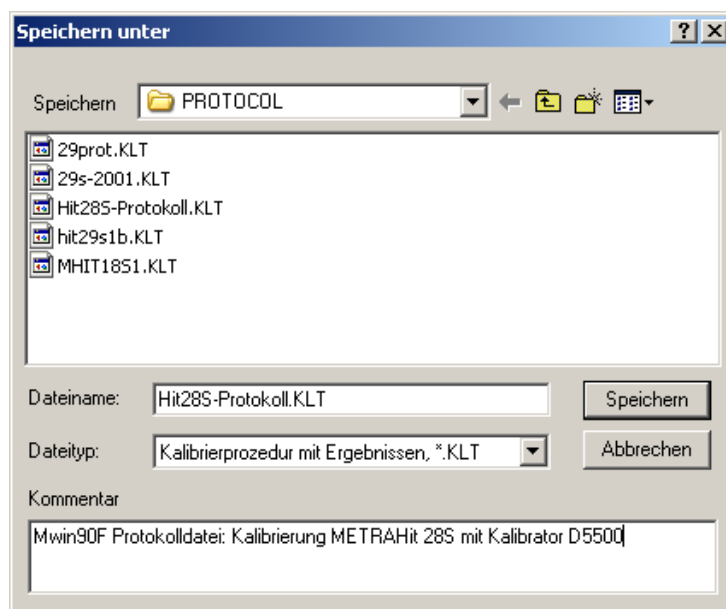 Speichern unter
Speichern PROTOCOL
29prot.KLT
29s-2001.KLT
Hit28S-Protokoll.KLT
hit29s1b.KLT
MHIT18S1.KLT
Dateiname: Hit28S-Protokoll.KLT Speichern
Dateityp: Kalibrierprozedur mit Ergebnissen, *.KLT Abbrechen
Kommentar
Mwin90F Protokolldatei: Kalibrierung METRAHit 28S mit Kalibrator D5500